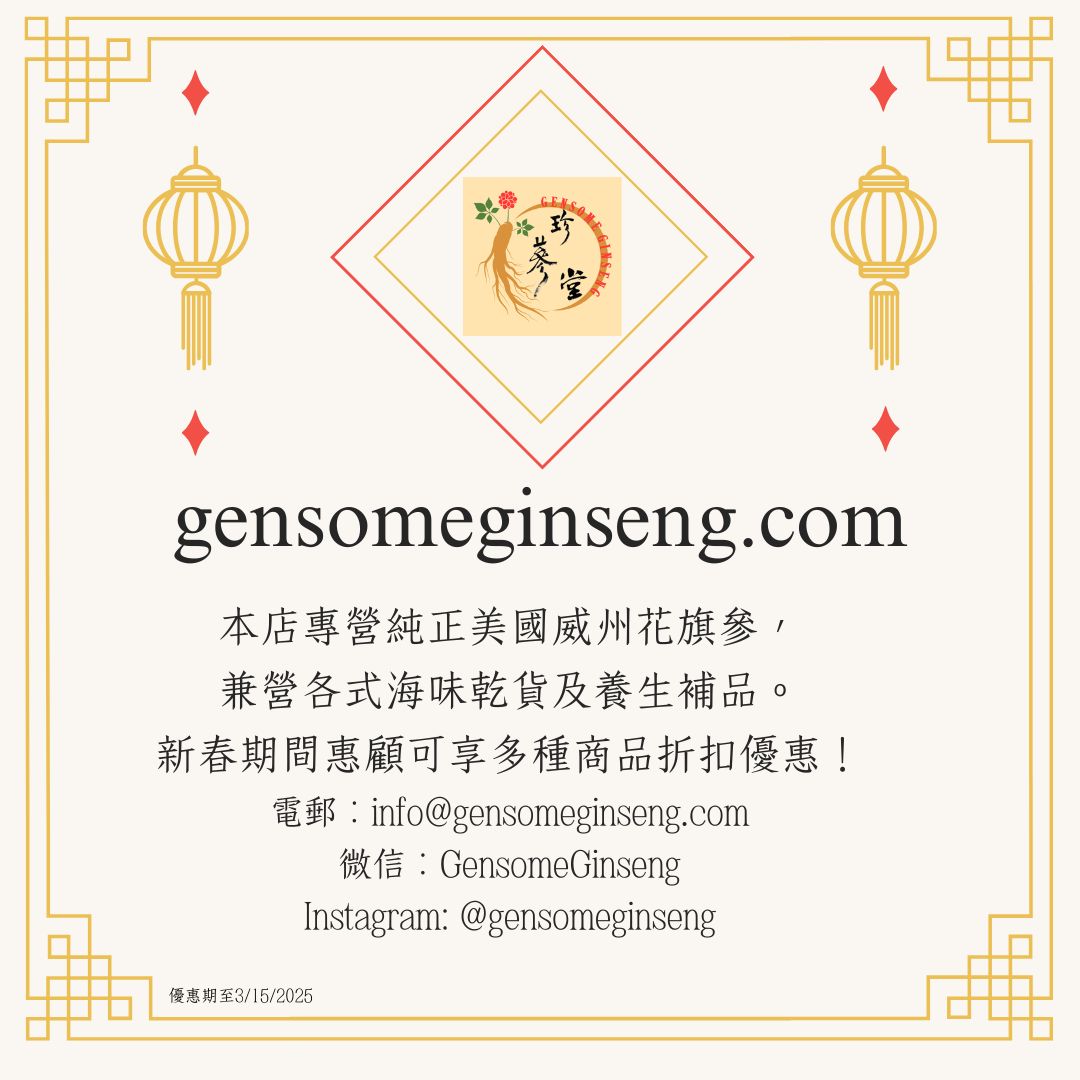 GENSOME GINSENG
珍
蔘
堂
gensomeginseng.com
本店專營純正美國威州花旗參，
兼營各式海味乾貨及養生補品。
新春期間惠顧可享多種商品折扣優惠！
電郵：info@gensomeginseng.com
微信：GensomeGinseng
Instagram: @gensomeginseng
優惠期至3/15/2025